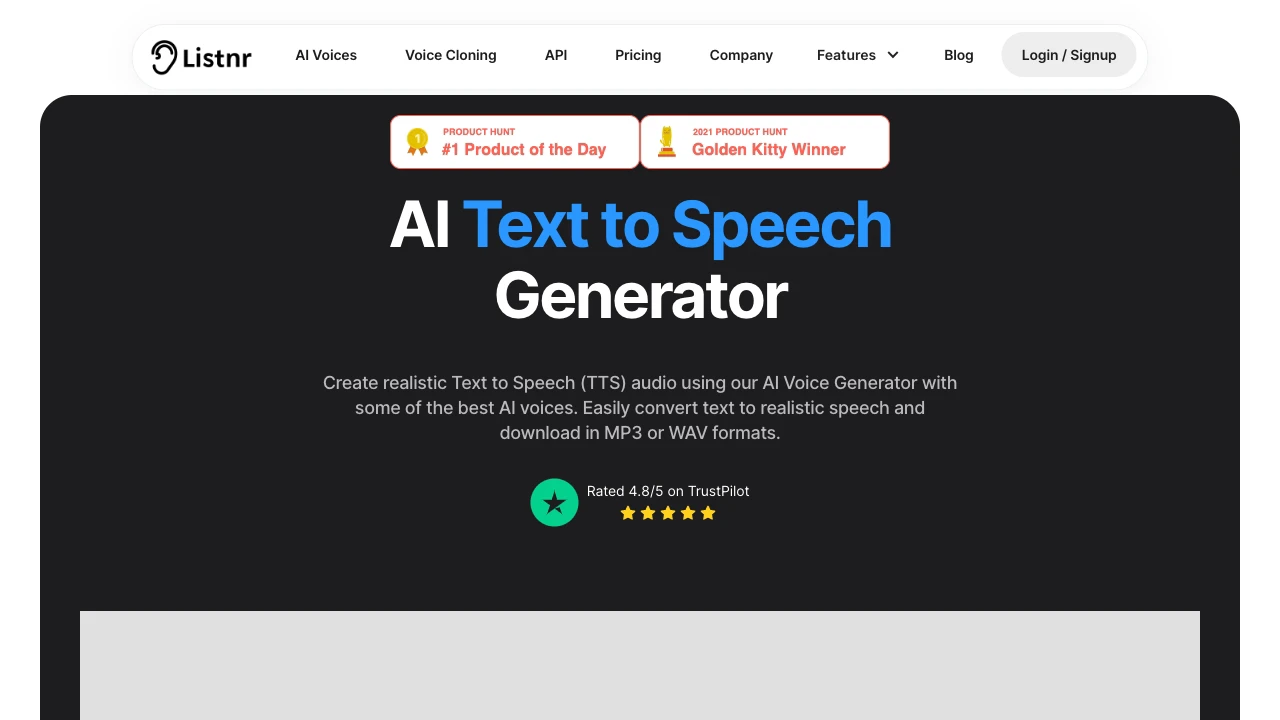 Listnr
AI Voices
Voice Cloning
API
Pricing
Company
Features
Blog
Login / Signup
1
PRODUCT HUNT
#1 Product of the Day
2021 PRODUCT HUNT
Golden Kitty Winner
AI Text to Speech
Generator
Create realistic Text to Speech (TTS) audio using our AI Voice Generator with
some of the best AI voices. Easily convert text to realistic speech and
download in MP3 or WAV formats.
Rated 4.8/5 on TrustPilot